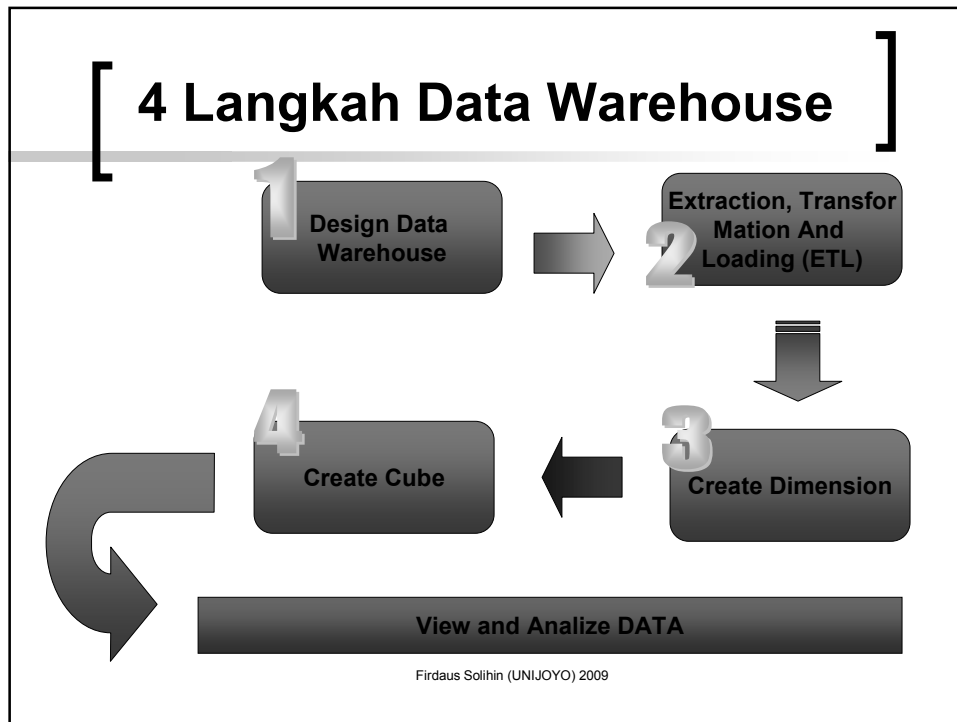 4 Langkah Data Warehouse
1
Design Data
Warehouse
2
Extraction, Transfor
Mation And
Loading (ETL)
3
Create Dimension
4
Create Cube
View and Analize DATA
Firdaus Solihin (UNIJOYO) 2009